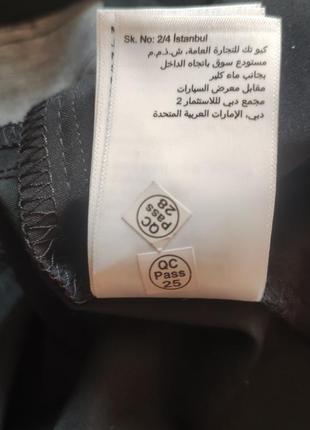 Sk. No: 2/4 İstanbul
كيو تك للتجارة العامة، ش.ذ.م.م
مستودع سوق باتجاه الداخل
بجانب ماء كلير
مقابل معرض السيارات
مجمع دبي للاستثمار 2
دبي، الإمارات العربية المتحدة
QC
Pass
28
QC
Pass
25